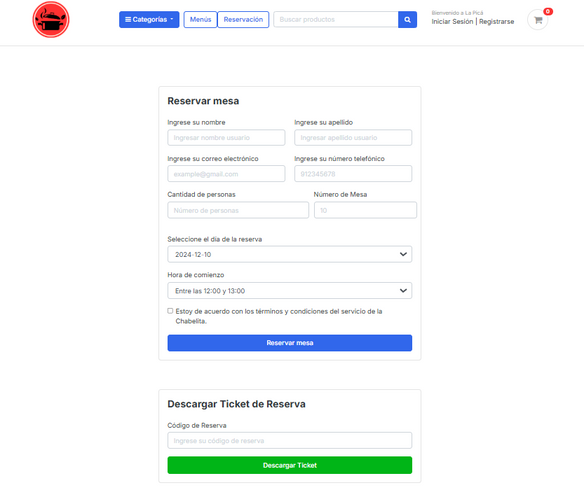 Categorías
Menús
Reservación
Buscar productos
Bienvenido a La Picá
Iniciar Sesión | Registrarse
0
Reservar mesa
Ingrese su nombre
Ingrese su apellido
Ingresar nombre usuario
Ingresar apellido usuario
Ingrese su correo electrónico
Ingrese su número telefónico
example@gmail.com
912345678
Cantidad de personas
Número de Mesa
Número de personas
10
Seleccione el día de la reserva
2024-12-10
Hora de comienzo
Entre las 12:00 y 13:00
Estoy de acuerdo con los términos y condiciones del servicio de la
Chabelita.
Reservar mesa
Descargar Ticket de Reserva
Código de Reserva
Ingrese su código de reserva
Descargar Ticket